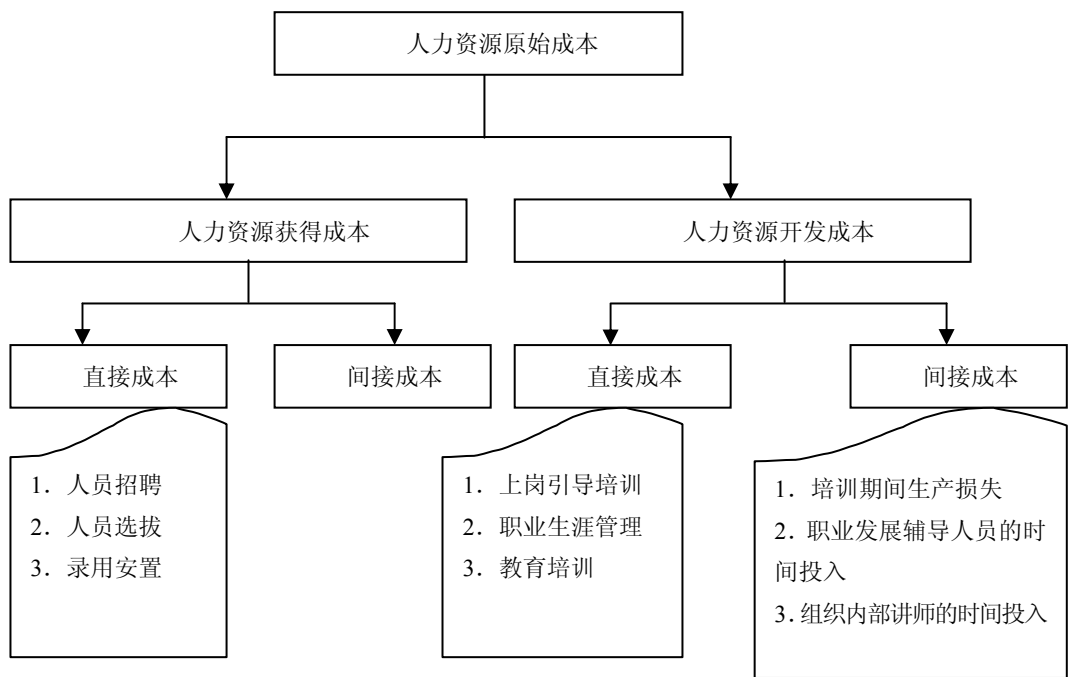 人力资源原始成本
人力资源获得成本
人力资源开发成本
直接成本
间接成本
直接成本
间接成本
1. 人员招聘
2. 人员选拔
3. 录用安置
1. 上岗引导培训
2. 职业生涯管理
3. 教育培训
1. 培训期间生产损失
2. 职业发展辅导人员的时
间投入
3. 组织内部讲师的时间投入